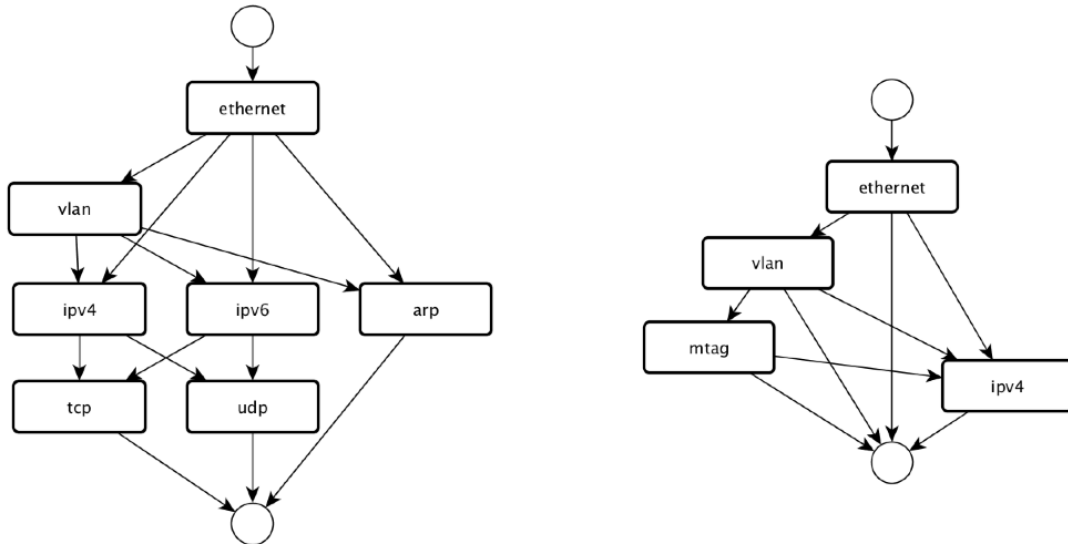 ethernet
vlan
ipv4
ipv6
arp
tcp
udp
ethernet
vlan
mtag
ipv4